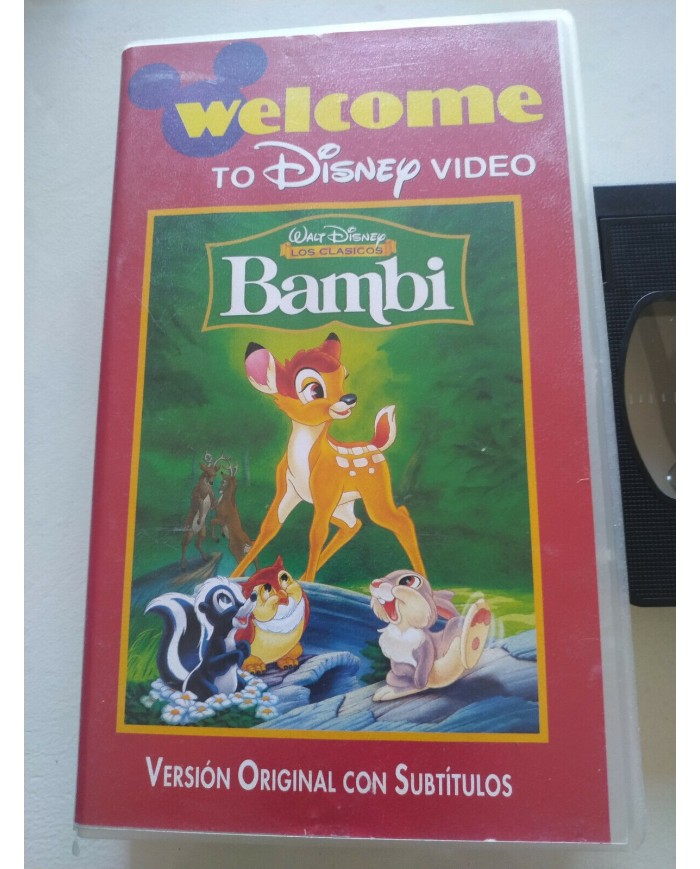 welcome
TO DISNEY VIDEO
WALT DISNEY
LOS CLASICOS
Bambi
VERSIÓN ORIGINAL CON SUBTÍTULOS